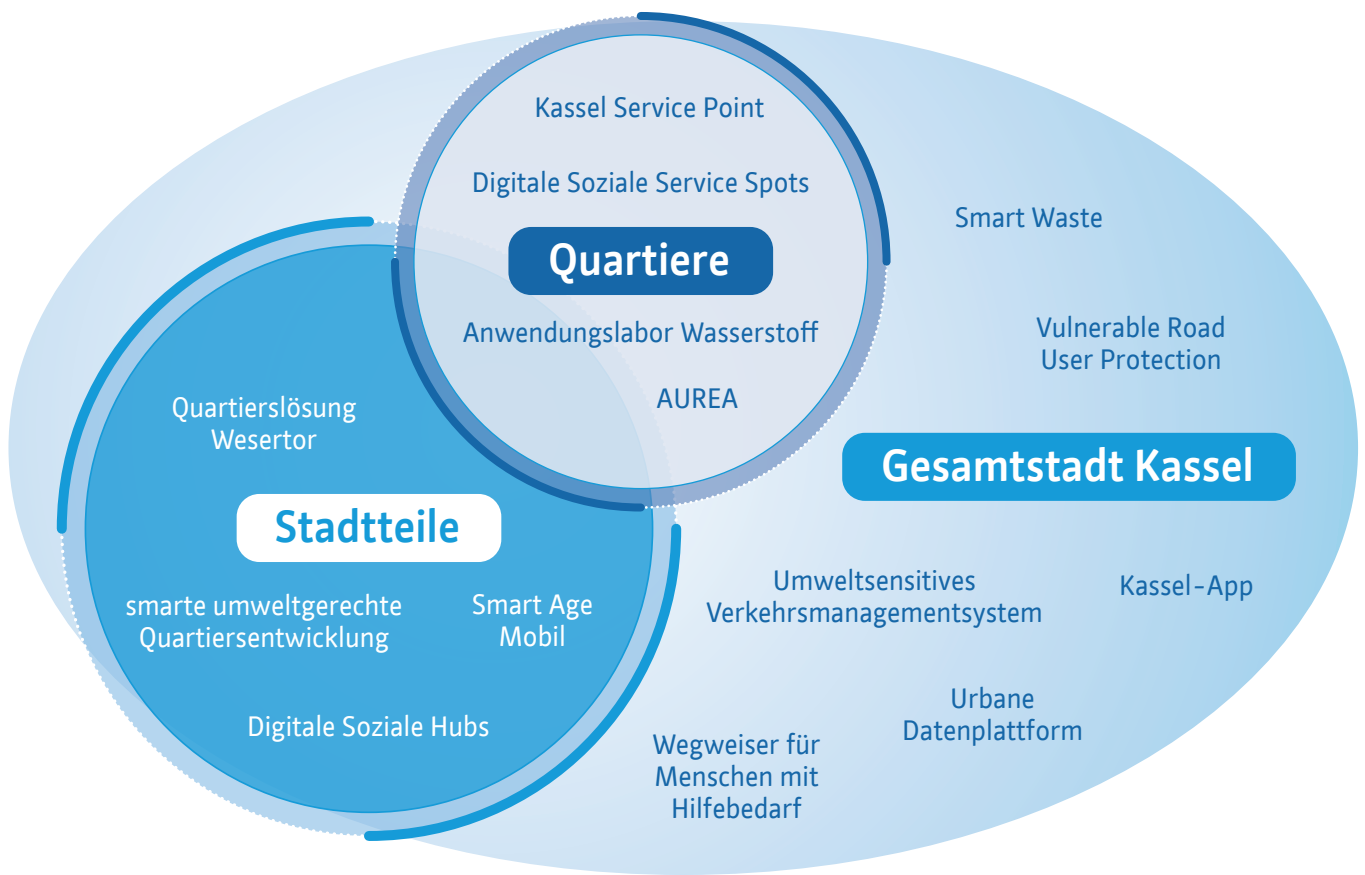 Kassel Service Point
Digitale Soziale Service Spots
Quartiere
Anwendungslabor Wasserstoff
AUREA
Quartierslösung
Wesertor
Stadtteile
smarte umweltgerechte
Quartiersentwicklung
Smart Age
Mobil
Digitale Soziale Hubs
Smart Waste
Vulnerable Road
User Protection
Gesamtstadt Kassel
Umweltsensitives
Verkehrsmanagementsystem
Kassel-App
Urbane
Datenplattform
Wegweiser für
Menschen mit
Hilfebedarf